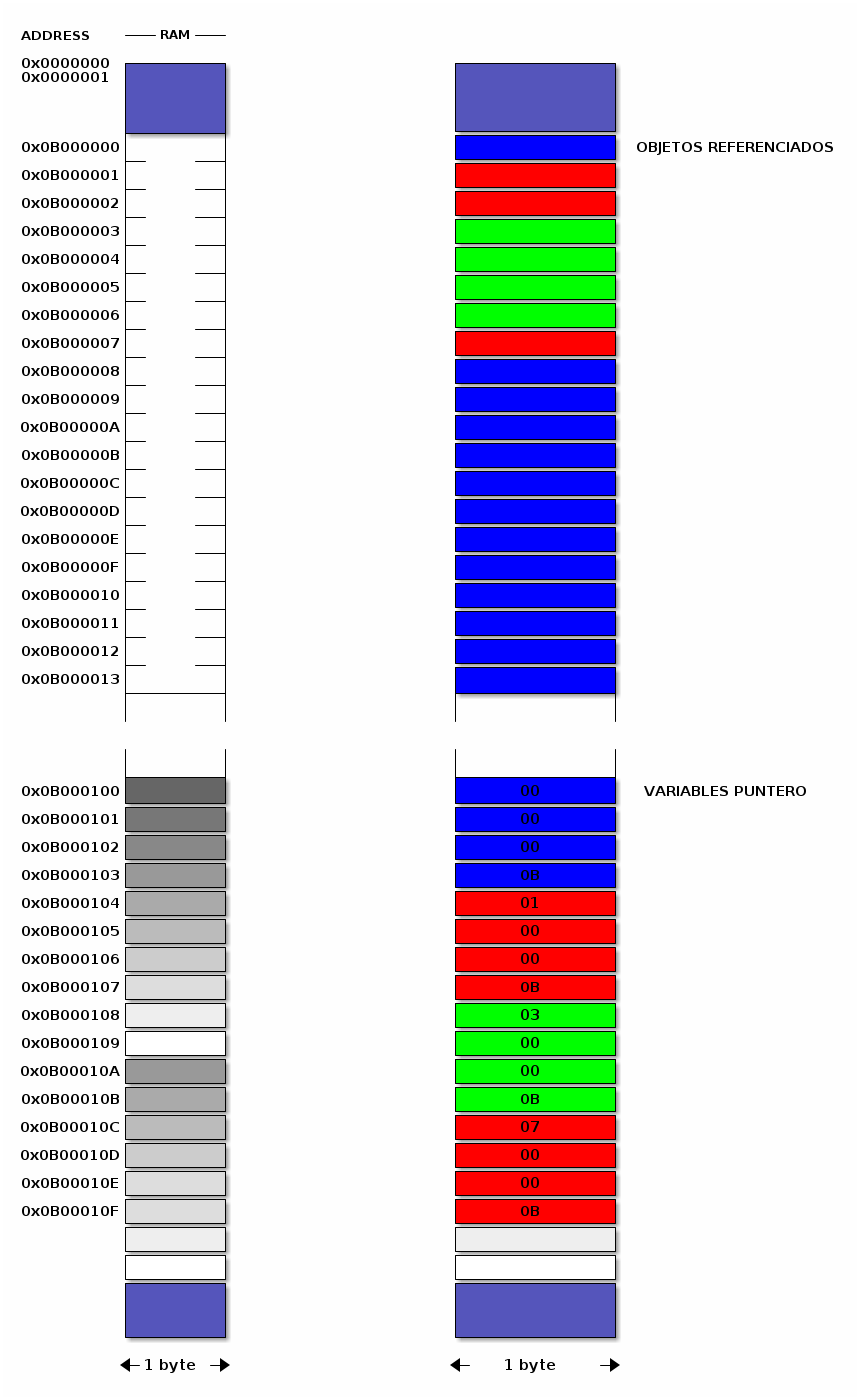 ADDRESS RAM
0x0000000
0x0000001
0x0B000000 OBJETOS REFERENCIADOS
0x0B000001
0x0B000002
0x0B000003
0x0B000004
0x0B000005
0x0B000006
0x0B000007
0x0B000008
0x0B000009
0x0B00000A
0x0B00000B
0x0B00000C
0x0B00000D
0x0B00000E
0x0B00000F
0x0B000010
0x0B000011
0x0B000012
0x0B000013
0x0B000100 00 VARIABLES PUNTERO
0x0B000101 00
0x0B000102 00
0x0B000103 0B
0x0B000104 01
0x0B000105 00
0x0B000106 00
0x0B000107 0B
0x0B000108 03
0x0B000109 00
0x0B00010A 00
0x0B00010B 0B
0x0B00010C 07
0x0B00010D 00
0x0B00010E 00
0x0B00010F 0B
1 byte 1 byte